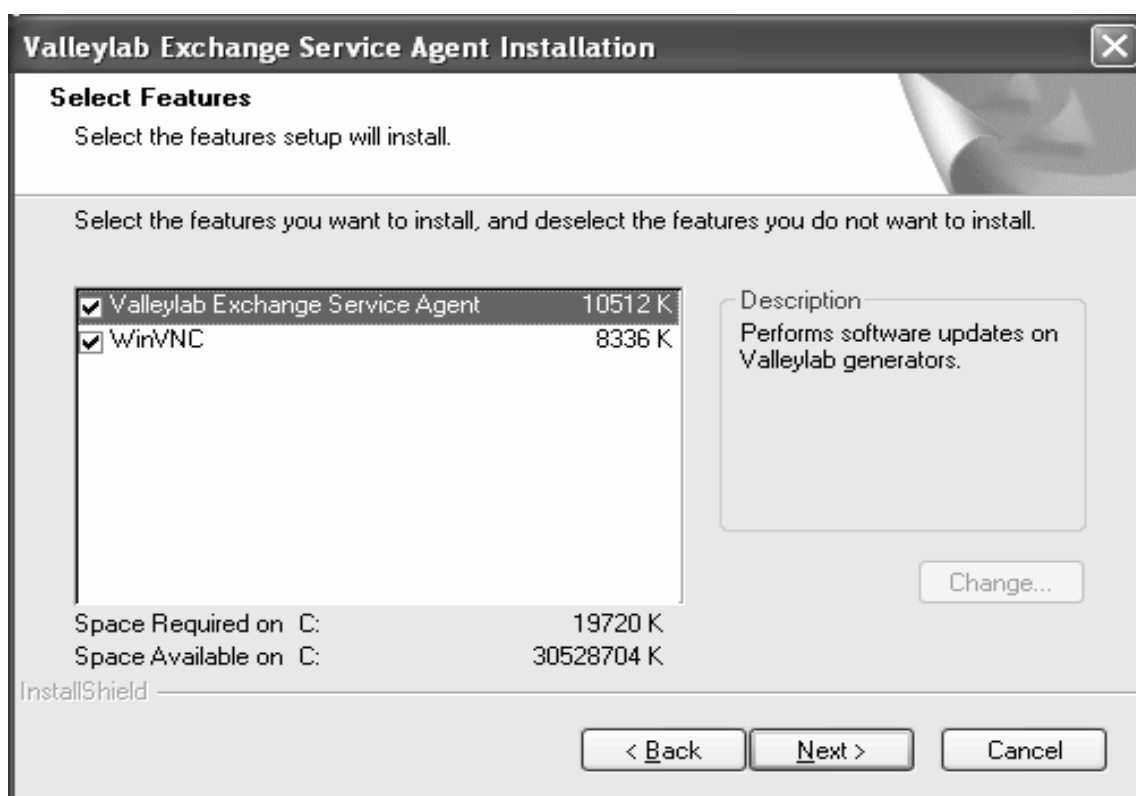 Valleylab Exchange Service Agent Installation
Select Features
Select the features setup will install.
Select the features you want to install, and deselect the features you do not want to install.
Valleylab Exchange Service Agent 10512 K
WinVNC 8336 K
Description
Performs software updates on
Valleylab generators.
Change...
Space Required on C: 19720 K
Space Available on C: 30528704 K
InstallShield
< Back
Next >
Cancel